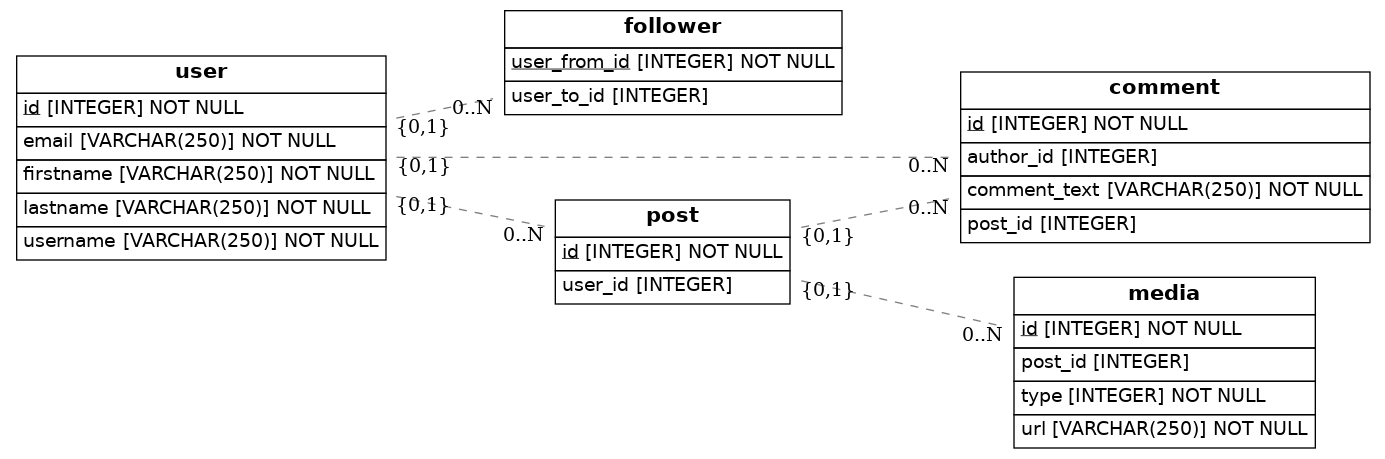 user
id [INTEGER] NOT NULL
email [VARCHAR(250)] NOT NULL
firstname [VARCHAR(250)] NOT NULL
lastname [VARCHAR(250)] NOT NULL
username [VARCHAR(250)] NOT NULL
follower
user_from_id [INTEGER] NOT NULL
user_to_id [INTEGER]
0..N
{0,1}
{0,1}
0..N
{0,1}
0..N
post
id [INTEGER] NOT NULL
user_id [INTEGER]
{0,1}
0..N
{0,1}
0..N
comment
id [INTEGER] NOT NULL
author_id [INTEGER]
comment_text [VARCHAR(250)] NOT NULL
post_id [INTEGER]
media
id [INTEGER] NOT NULL
post_id [INTEGER]
type [INTEGER] NOT NULL
url [VARCHAR(250)] NOT NULL